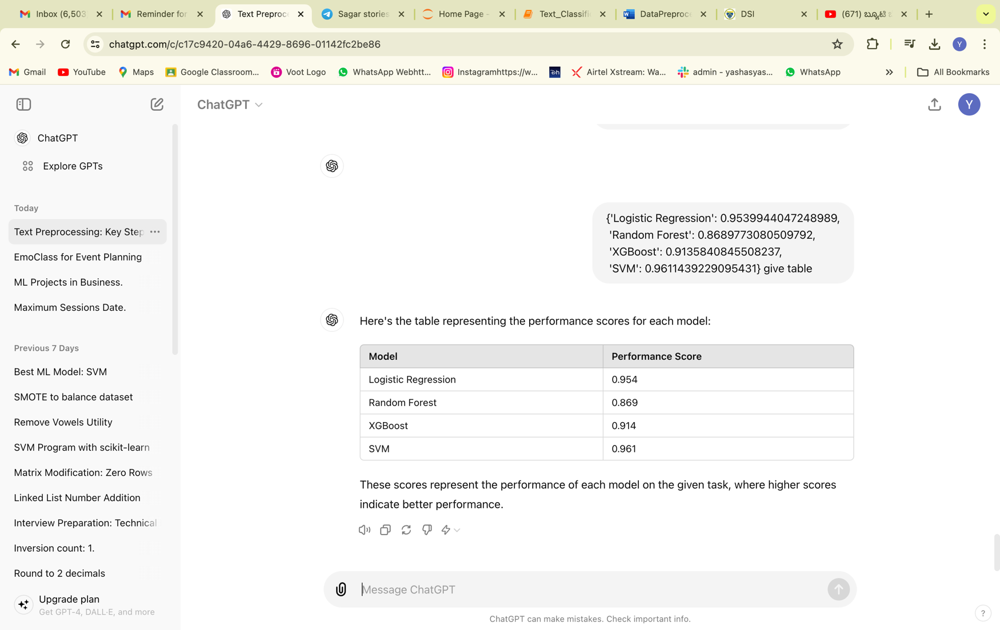 Inbox (6,503
Reminder for
Text Preproce
Sagar stories
Home Page -
Text_Classifi
DataPreproc
DSI
(671) ಬ್ಯೂಟಿ
chatgpt.com/c/c17c9420-04a6-4429-8696-01142fc2be86
Y
Gmail
YouTube
Maps
Google Classroom...
Voot Logo
WhatsApp Webhtt...
Instagramhttps://w...
Airtel Xstream: Wa...
admin - yashasyas...
WhatsApp
All Bookmarks
ChatGPT
Explore GPTs
Today
Text Preprocessing: Key Step
EmoClass for Event Planning
ML Projects in Business.
Maximum Sessions Date.
Previous 7 Days
Best ML Model: SVM
SMOTE to balance dataset
Remove Vowels Utility
SVM Program with scikit-learn
Matrix Modification: Zero Rows
Linked List Number Addition
Interview Preparation: Technical
Inversion count: 1.
Round to 2 decimals
Upgrade plan
Get GPT-4, DALL·E, and more
ChatGPT
Y
{'Logistic Regression': 0.9539944047248989,
'Random Forest': 0.8689773080509792,
'XGBoost': 0.9135840845508237,
'SVM': 0.9611439229095431} give table
Here's the table representing the performance scores for each model:
Model Performance Score
Logistic Regression 0.954
Random Forest 0.869
XGBoost 0.914
SVM 0.961
These scores represent the performance of each model on the given task, where higher scores
indicate better performance.
Message ChatGPT
ChatGPT can make mistakes. Check important info.
?